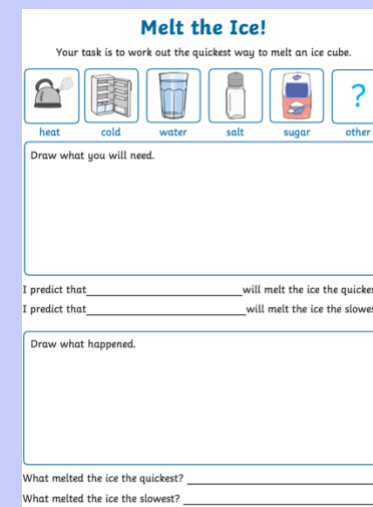 Melt the Ice!
Your task is to work out the quickest way to melt an ice cube.
?
heat cold water salt sugar other
Draw what you will need.
I predict that will melt the ice the quickes
I predict that will melt the ice the slowes
Draw what happened.
What melted the ice the quickest?
What melted the ice the slowest?